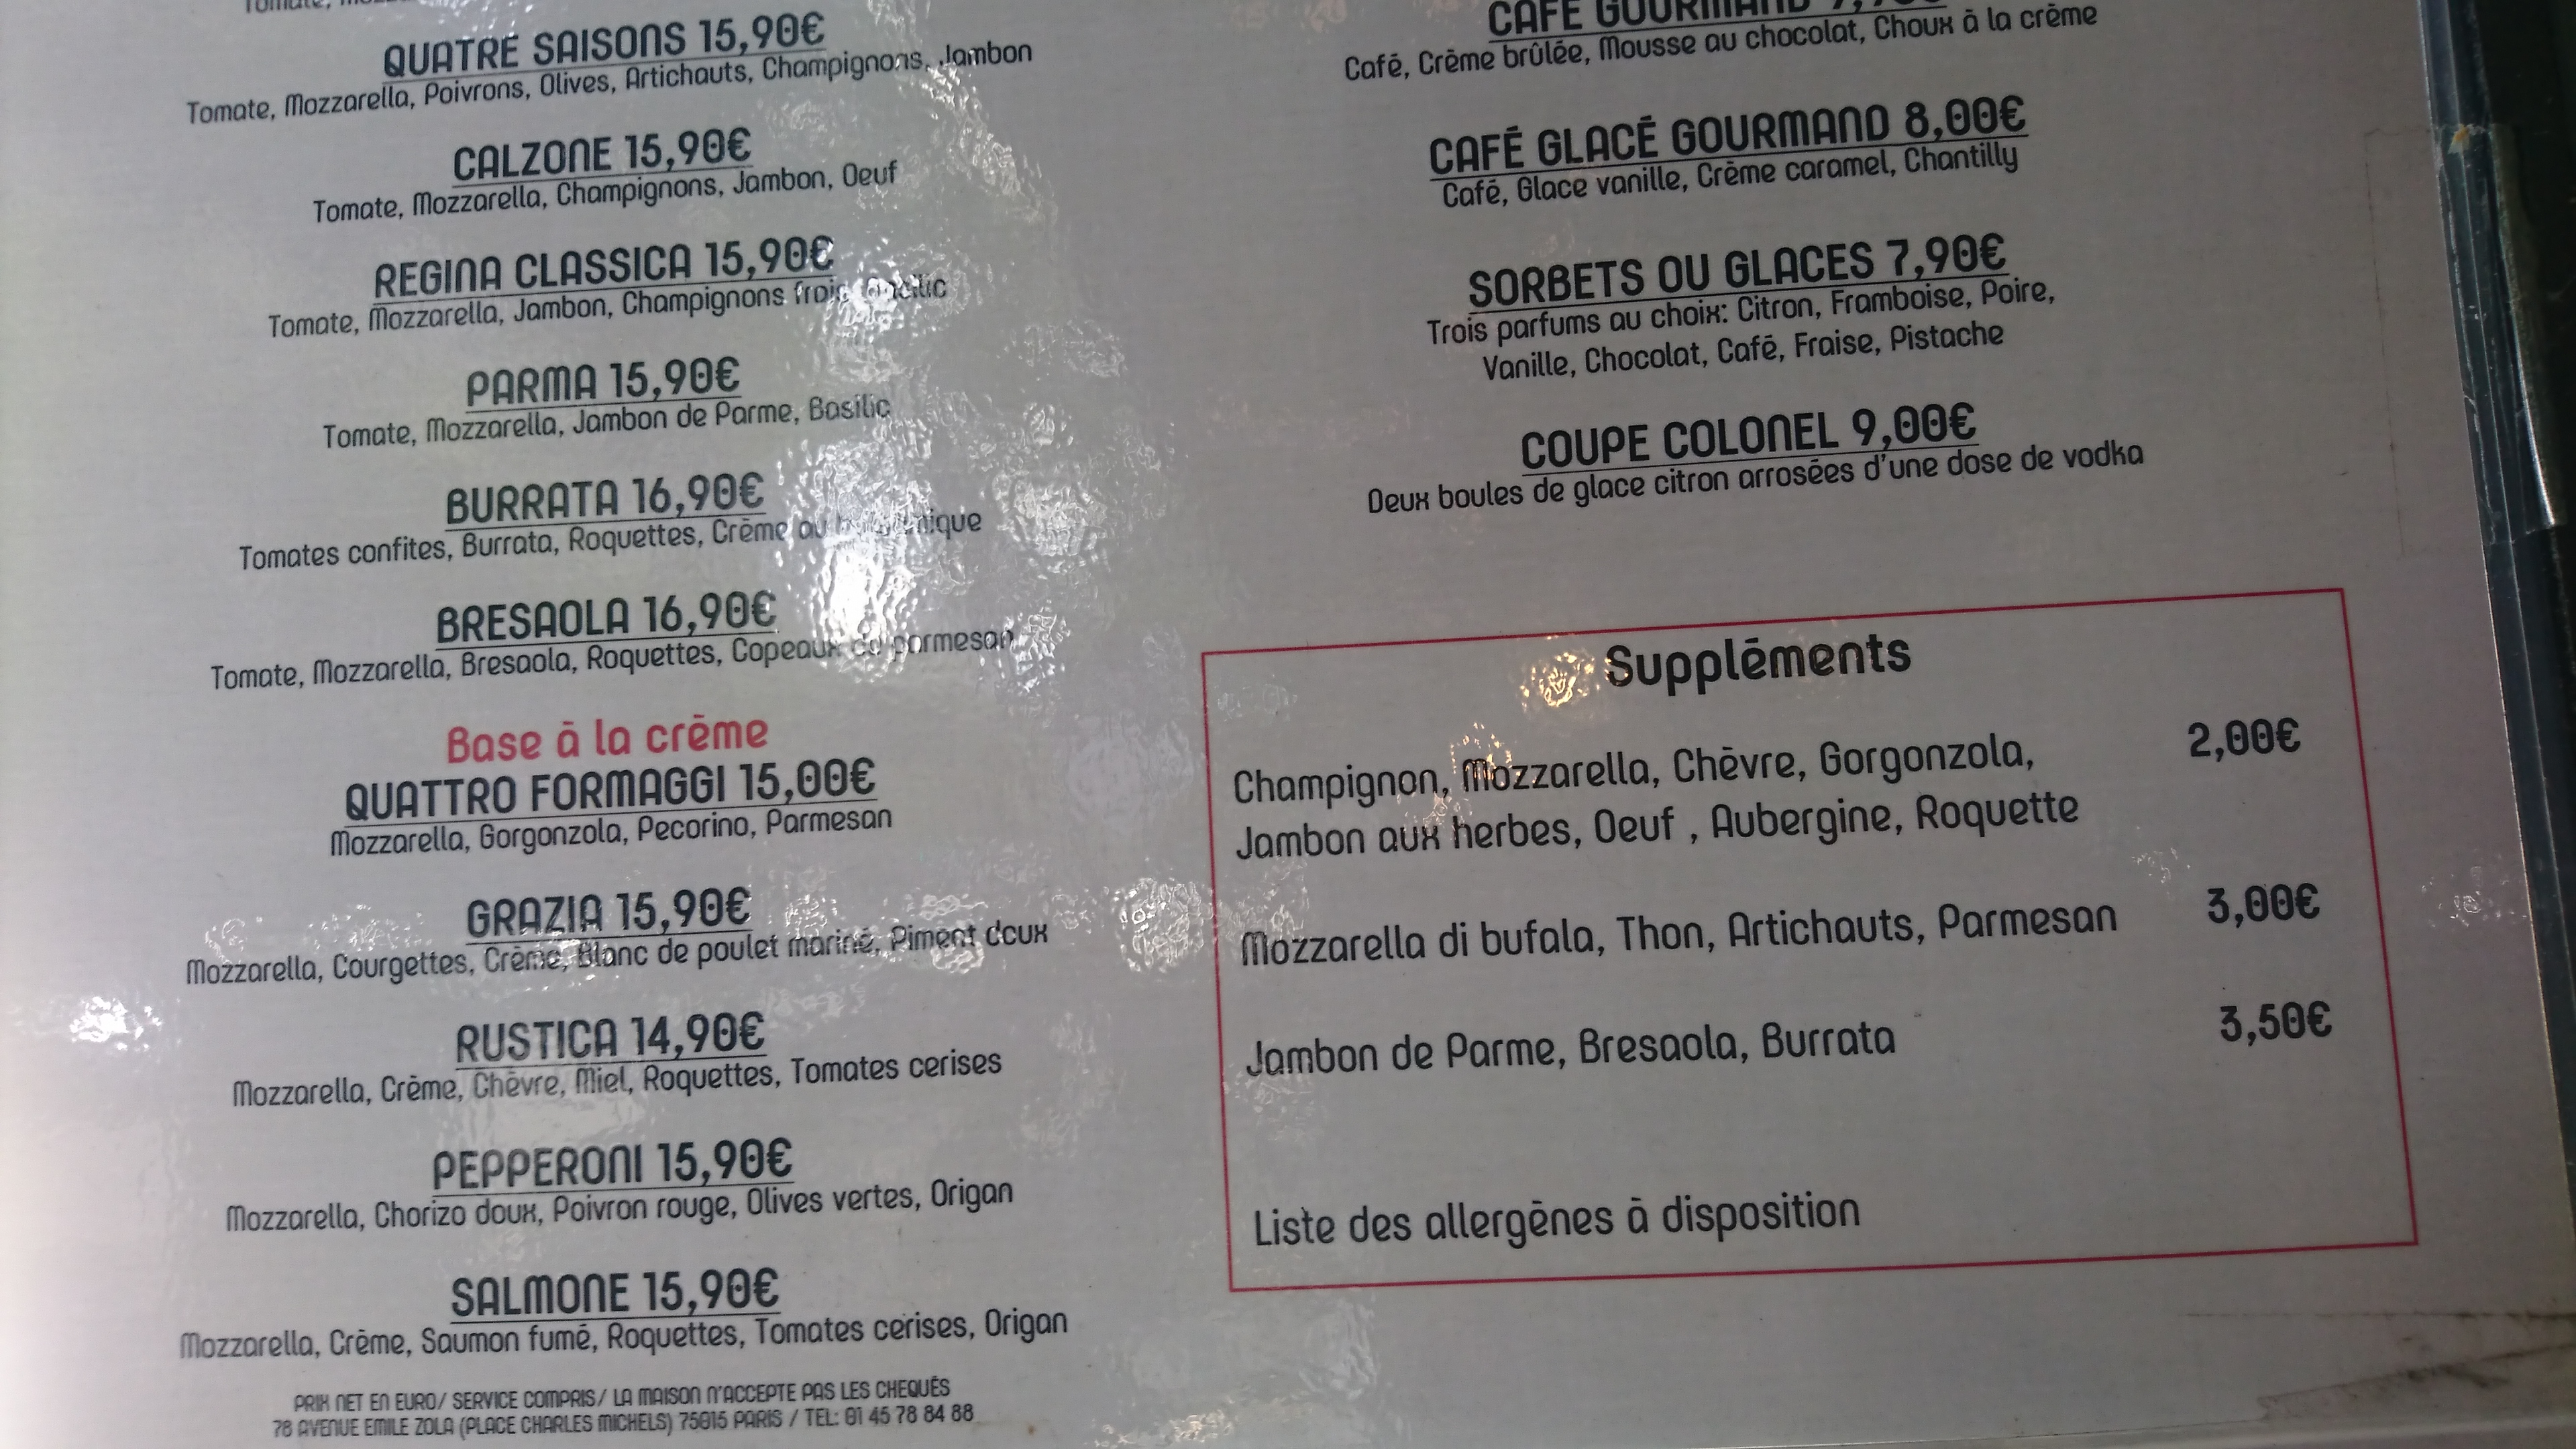 QUATRE SAISONS 15,90€
Tomate, Mozzarella, Poivrons, Olives, Artichauts, Champignons, Jambon
CALZONE 15,90€
Tomate, Mozzarella, Champignons, Jambon, Oeuf
REGINA CLASSICA 15,90€
Tomate, Mozzarella, Jambon, Champignons frais, Basilic
PARMA 15,90€
Tomate, Mozzarella, Jambon de Parme, Basilic
BURRATA 16,90€
Tomates confites, Burrata, Roquettes, Crème au
BRESAOLA 16,90€
Tomate, Mozzarella, Bresaola, Roquettes, Copeaux de parmesan
Base à la crème
QUATTRO FORMAGGI 15,00€
Mozzarella, Gorgonzola, Pecorino, Parmesan
GRAZIA 15,90€
Mozzarella, Courgettes, Crème, Blanc de poulet mariné, Piment doux
RUSTICA 14,90€
Mozzarella, Crème, Chèvre, Miel, Roquettes, Tomates cerises
PEPPERONI 15,90€
Mozzarella, Chorizo doux, Poivron rouge, Olives vertes, Origan
SALMONE 15,90€
Mozzarella, Crème, Saumon fumé, Roquettes, Tomates cerises, Origan
PRIX NET EN EURO/ SERVICE COMPRIS/ LA MAISON N'ACCEPTE PAS LES CHEQUÉS
78 AVENUE EMILE ZOLA (PLACE CHARLES MICHELS) 75015 PARIS / TEL: 01 45 78 84 88
CAFÉ GOURMAND
Café, Crème brûlée, Mousse au chocolat, Choux à la crème
CAFÉ GLACÉ GOURMAND 8,00€
Café, Glace vanille, Crème caramel, Chantilly
SORBETS OU GLACES 7,90€
Trois parfums au choix: Citron, Framboise, Poire,
Vanille, Chocolat, Café, Fraise, Pistache
COUPE COLONEL 9,00€
Deux boules de glace citron arrosées d'une dose de vodka
Suppléments
Champignon, Mozzarella, Chèvre, Gorgonzola, 2,00€
Jambon aux herbes, Oeuf , Aubergine, Roquette
Mozzarella di bufala, Thon, Artichauts, Parmesan 3,00€
Jambon de Parme, Bresaola, Burrata 3,50€
Liste des allergènes à disposition